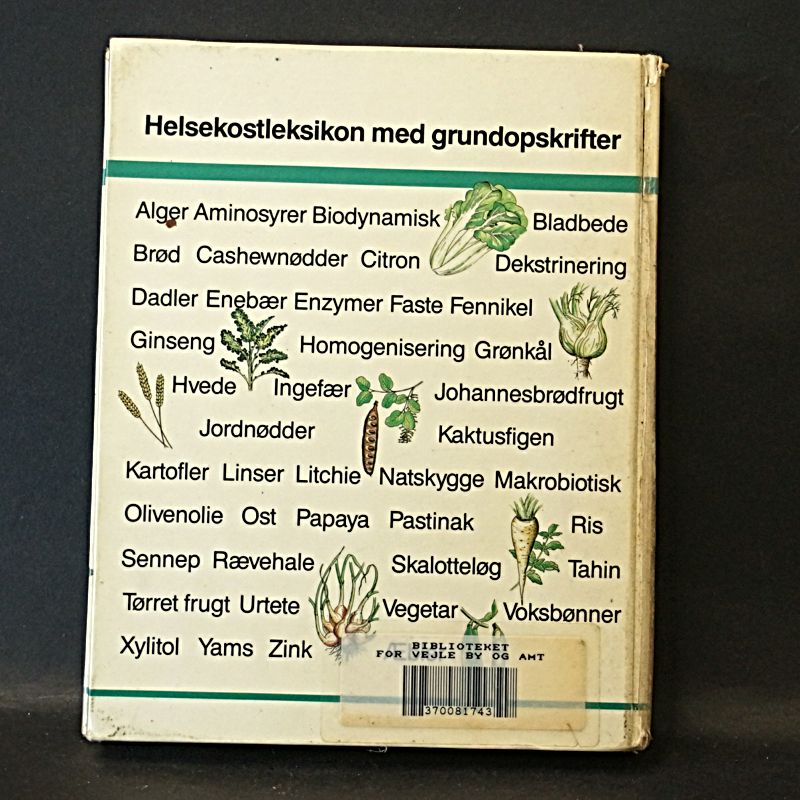 Helsekostleksikon med grundopskrifter
Alger Aminosyrer Biodynamisk Bladbede
Brød Cashewnødder Citron Dekstrinering
Dadler Enebær Enzymer Faste Fennikel
Ginseng Homogenisering Grønkål
Hvede Ingefær Johannesbrødfrugt
Jordnødder Kaktusfigen
Kartofler Linser Litchie Natskygge Makrobiotisk
Olivenolie Ost Papaya Pastinak Ris
Sennep Rævehale Skalotteløg Tahin
Tørret frugt Urtete Vegetar Voksbønner
Xylitol Yams Zink
BIBLIOTEKET
FOR VEJLE BY OG AMT
370081743